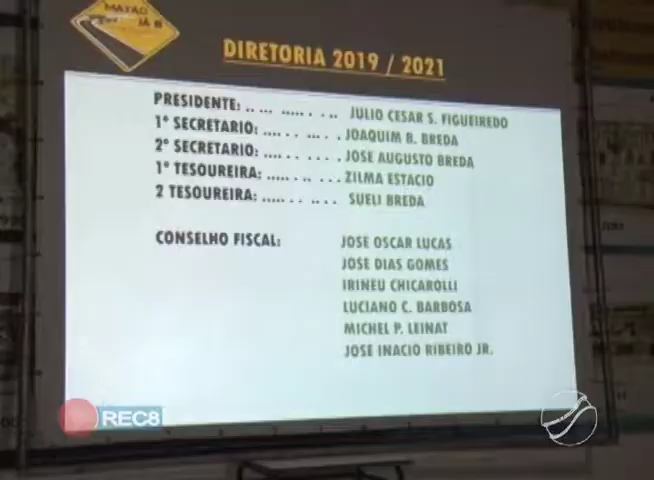 MATÃO
JÁ É
DIRETORIA 2019 / 2021
PRESIDENTE: .. ... ..... . . .. JULIO CESAR S. FIGUEIREDO
1º SECRETARIO: .... . . ... . . JOAQUIM B. BREDA
2º SECRETARIO: .... . . .... . . JOSE AUGUSTO BREDA
1º TESOUREIRA: ..... . .. . . . ZILMA ESTACIO
2 TESOUREIRA: ..... . . .. .. . SUELI BREDA
CONSELHO FISCAL: JOSE OSCAR LUCAS
JOSE DIAS GOMES
IRINEU CHICAROLLI
LUCIANO C. BARBOSA
MICHEL P. LEINAT
JOSE INACIO RIBEIRO JR.
REC8